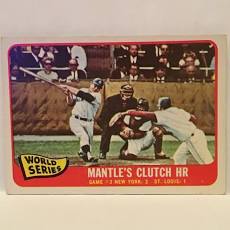 WORLD
SERIES
MANTLE'S CLUTCH HR
GAME #3 NEW YORK: 2 ST. LOUIS: 1